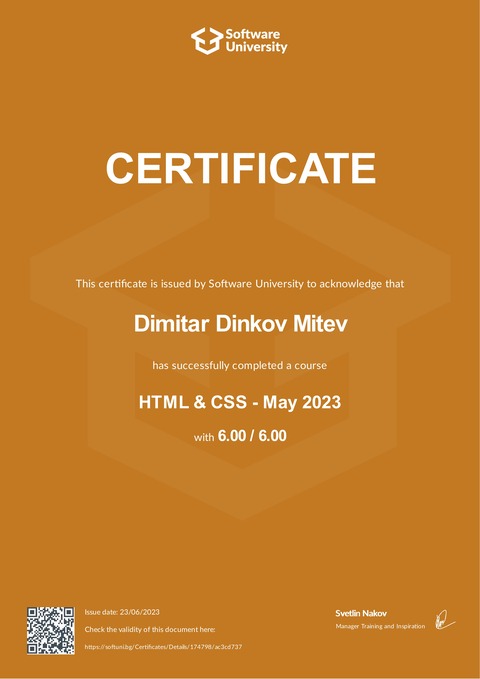 Software
University
CERTIFICATE
This certificate is issued by Software University to acknowledge that
Dimitar Dinkov Mitev
has successfully completed a course
HTML & CSS - May 2023
with 6.00 / 6.00
Issue date: 23/06/2023
Check the validity of this document here:
https://softuni.bg/Certificates/Details/174798/ac3cd737
Svetlin Nakov
Manager Training and Inspiration